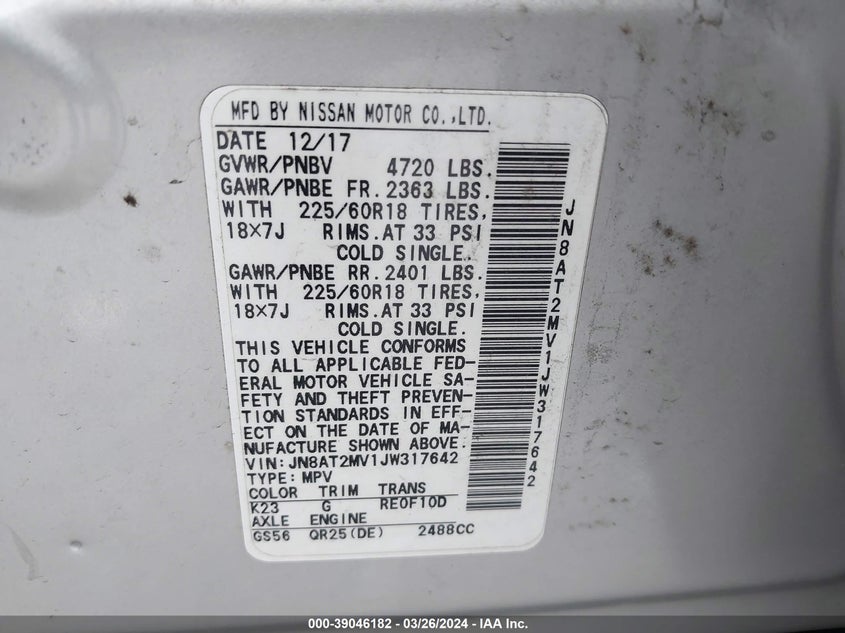 MFD BY NISSAN MOTOR CO.,LTD.
DATE 12/17
GVWR/PNBV 4720 LBS.
GAWR/PNBE FR. 2363 LBS.
WITH 225/60R18 TIRES,
18×7J RIMS.AT 33 PSI
COLD SINGLE.
GAWR/PNBE RR. 2401 LBS.
WITH 225/60R18 TIRES,
18×7J RIMS.AT 33 PSI
COLD SINGLE.
THIS VEHICLE CONFORMS
TO ALL APPLICABLE FED-
ERAL MOTOR VEHICLE SA-
FETY AND THEFT PREVEN-
TION STANDARDS IN EFF-
ECT ON THE DATE OF MA-
NUFACTURE SHOWN ABOVE.
VIN:JN8AT2MV1JW317642
TYPE:MPV
COLOR TRIM TRANS
K23 G RE0F10D
AXLE ENGINE
GS56 QR25(DE) 2488CC
JN8AT2MV1JW317642
000-39046182 - 03/26/2024 - IAA Inc.